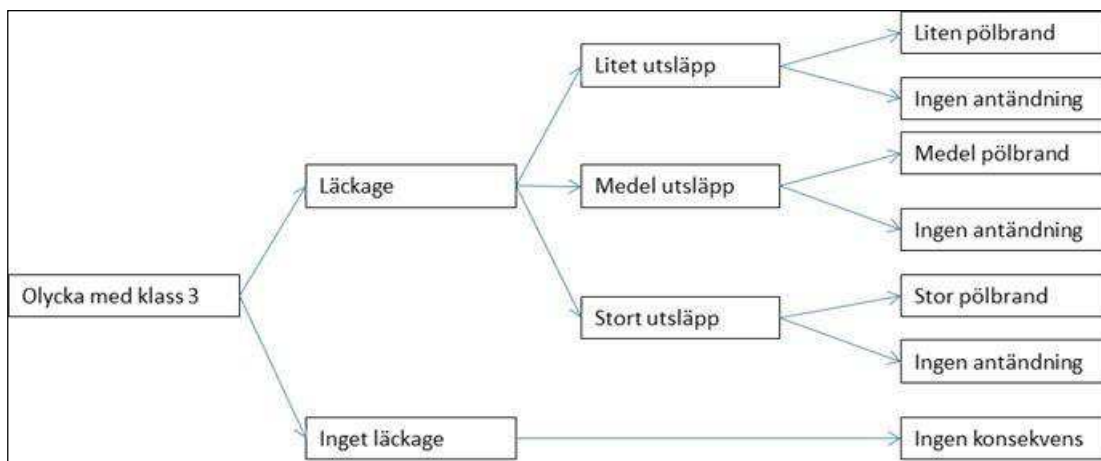 Olycka med klass 3
Läckage
Inget läckage
Litet utsläpp
Medel utsläpp
Stort utsläpp
Liten pölbrand
Ingen antändning
Medel pölbrand
Ingen antändning
Stor pölbrand
Ingen antändning
Ingen konsekvens